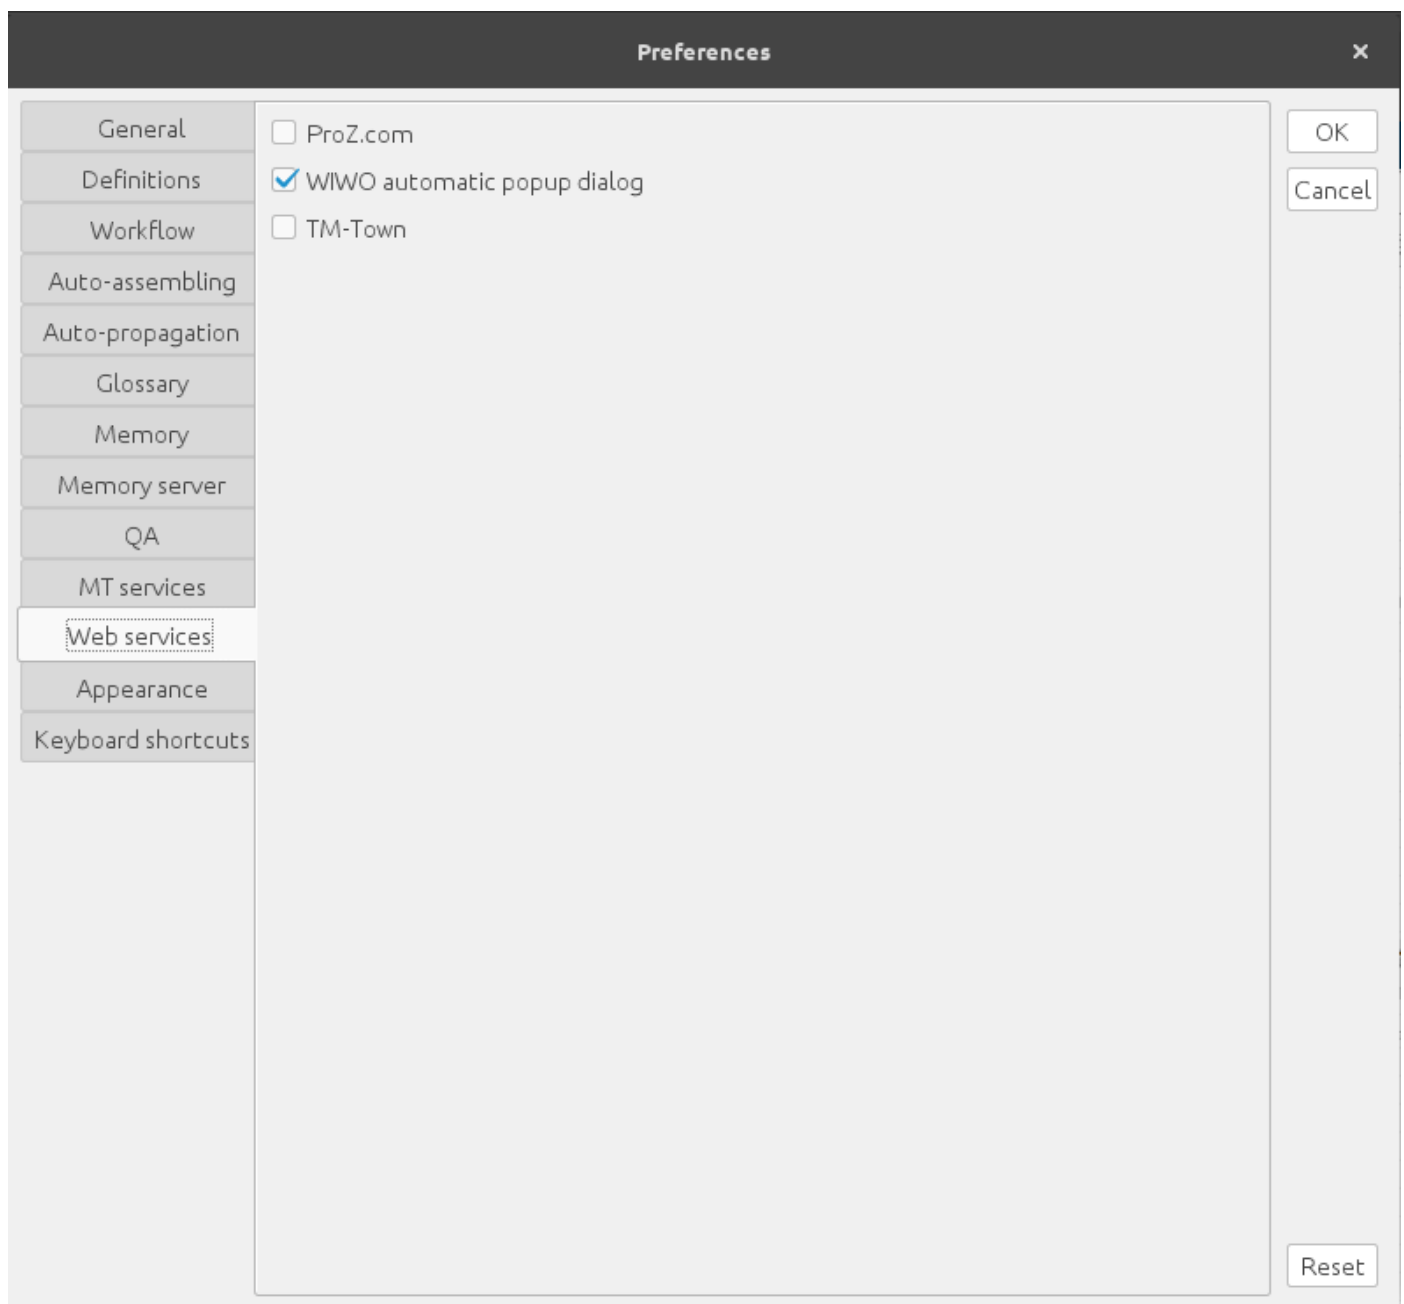 Preferences
General
Definitions
Workflow
Auto-assembling
Auto-propagation
Glossary
Memory
Memory server
QA
MT services
Web services
Appearance
Keyboard shortcuts
ProZ.com
WIWO automatic popup dialog
TM-Town
OK
Cancel
Reset